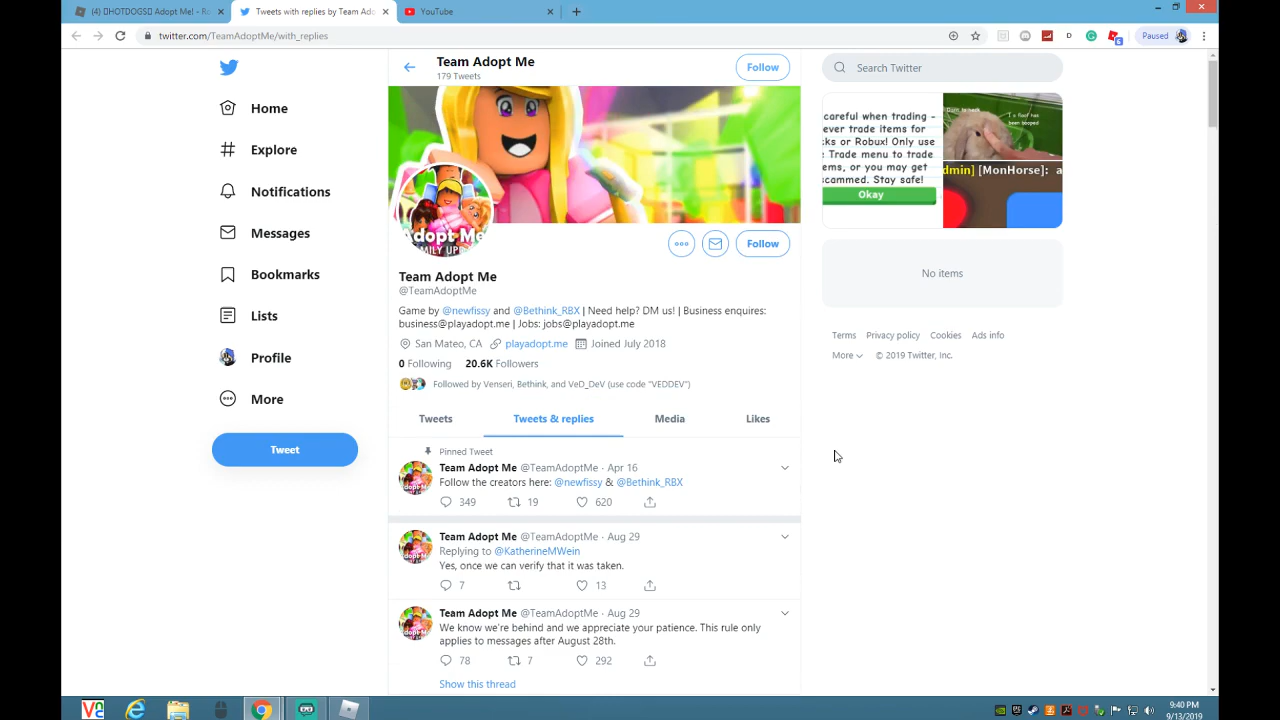 (4) HOTDOGS Adopt Me! - Ro
Tweets with replies by Team Ado
YouTube
twitter.com/TeamAdoptMe/with_replies
Paused
Team Adopt Me
179 Tweets
Follow
Search Twitter
Home
Explore
Notifications
Messages
Bookmarks
Lists
Profile
More
Tweet
Adopt Me
FAMILY UPD
Follow
Team Adopt Me
@TeamAdoptMe
Game by @newfissy and @Bethink_RBX | Need help? DM us! | Business enquires:
business@playadopt.me | Jobs: jobs@playadopt.me
San Mateo, CA playadopt.me Joined July 2018
0 Following 20.6K Followers
Followed by Venseri, Bethink, and VeD_DeV (use code "VEDDEV")
Tweets
Tweets & replies
Media
Likes
Pinned Tweet
Team Adopt Me @TeamAdoptMe · Apr 16
Follow the creators here: @newfissy & @Bethink_RBX
349 19 620
Team Adopt Me @TeamAdoptMe · Aug 29
Replying to @KatherineMWein
Yes, once we can verify that it was taken.
7 13
Team Adopt Me @TeamAdoptMe · Aug 29
We know we're behind and we appreciate your patience. This rule only
applies to messages after August 28th.
78 7 292
Show this thread
careful when trading -
ever trade items for
ks or Robux! Only use
Trade menu to trade
ms, or you may get
scammed. Stay safe!
Okay
been pooped
dmin] [MonHorse]: a
No items
Terms Privacy policy Cookies Ads info
More © 2019 Twitter, Inc.
9:40 PM
9/13/2019